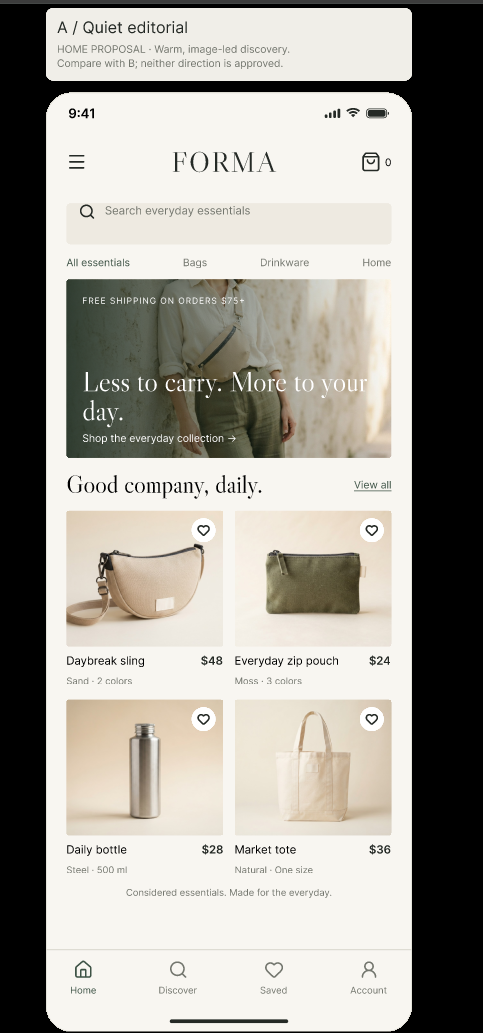 A / Quiet editorial
HOME PROPOSAL · Warm, image-led discovery.
Compare with B; neither direction is approved.
9:41
FORMA
0
Search everyday essentials
All essentials
Bags
Drinkware
Home
FREE SHIPPING ON ORDERS $75+
Less to carry. More to your
day.
Shop the everyday collection →
Good company, daily.
View all
Daybreak sling
$48
Sand · 2 colors
Everyday zip pouch
$24
Moss · 3 colors
Daily bottle
$28
Steel · 500 ml
Market tote
$36
Natural · One size
Considered essentials. Made for the everyday.
Home
Discover
Saved
Account